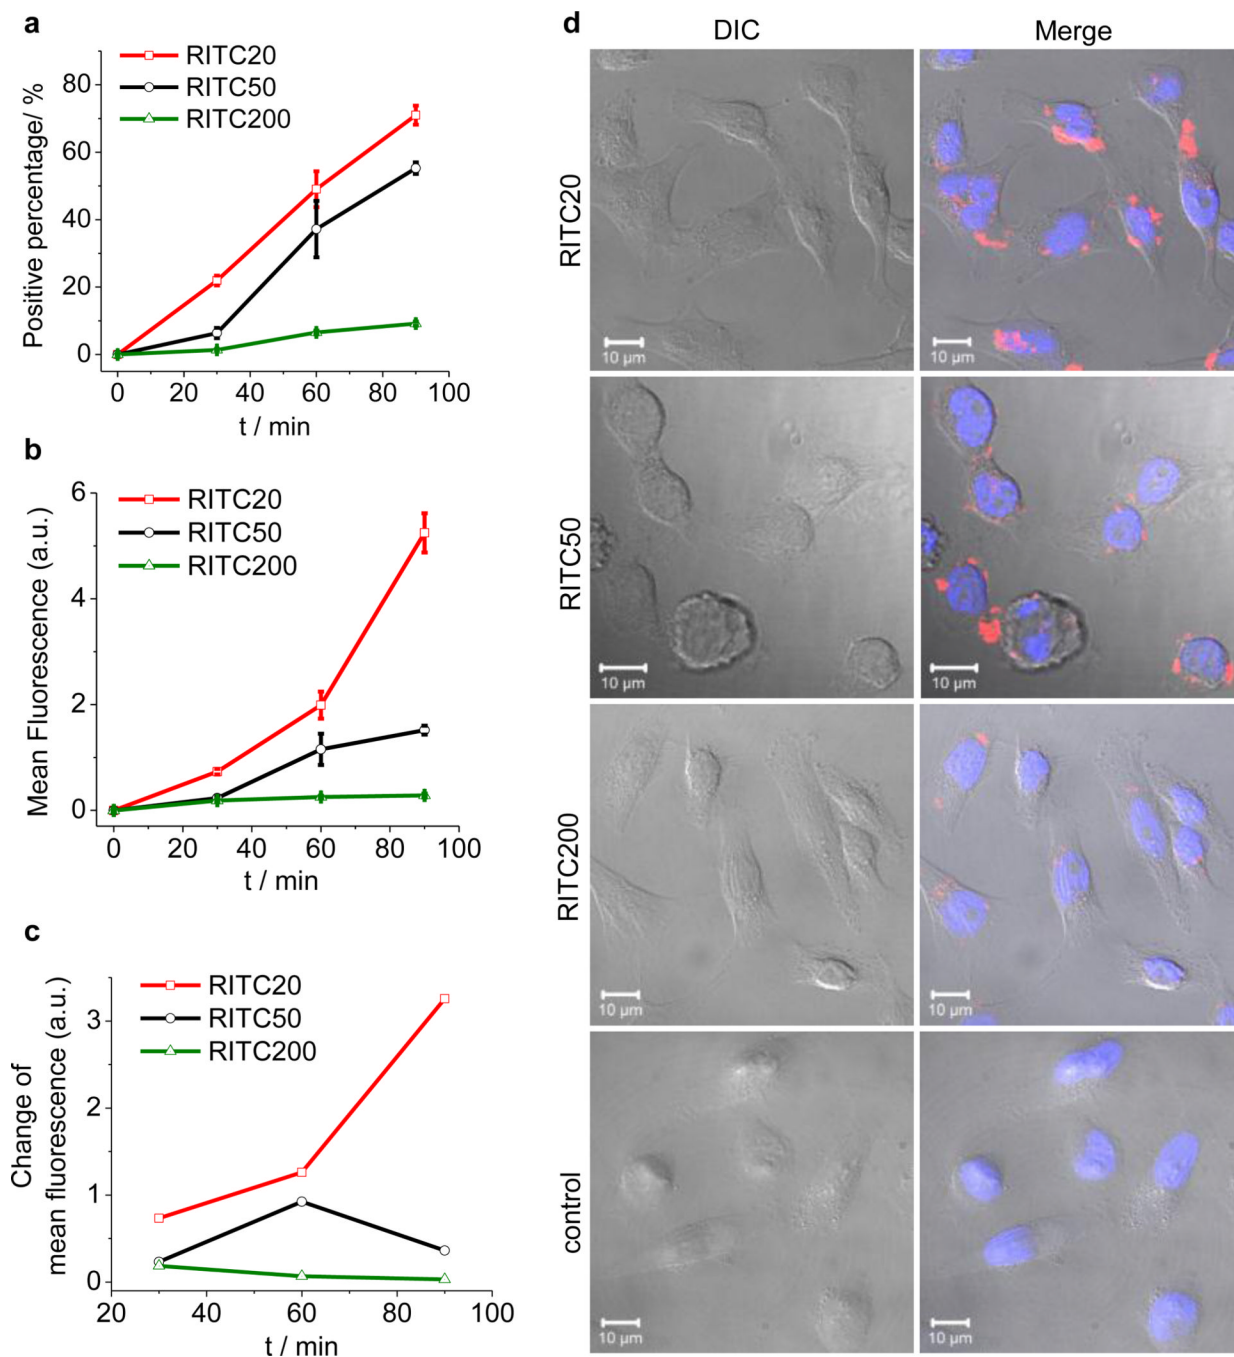 a
RITC20
RITC50
RITC200
80
60
40
20
0
Positive percentage/ %
0 20 40 60 80 100
t / min
b
RITC20
RITC50
RITC200
6
4
2
0
Mean Fluorescence (a.u.)
0 20 40 60 80 100
t / min
c
RITC20
RITC50
RITC200
3
2
1
0
Change of
mean fluorescence (a.u.)
20 40 60 80 100
t / min
d
DIC Merge
RITC20
10 µm 10 µm
RITC50
10 µm 10 µm
RITC200
10 µm 10 µm
control
10 µm 10 µm